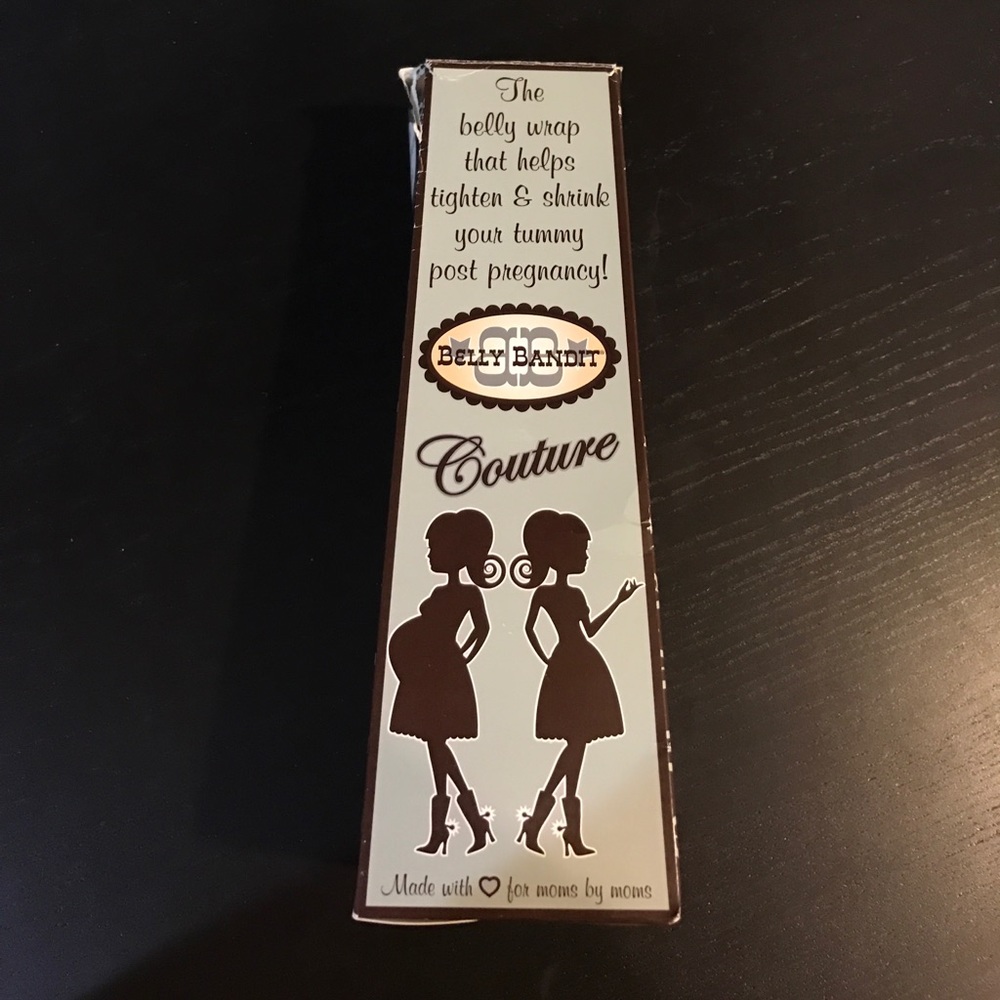 The
belly wrap
that helps
tighten & shrink
your tummy
post pregnancy!
BELLY BANDIT
Couture
Made with ♡ for moms by moms